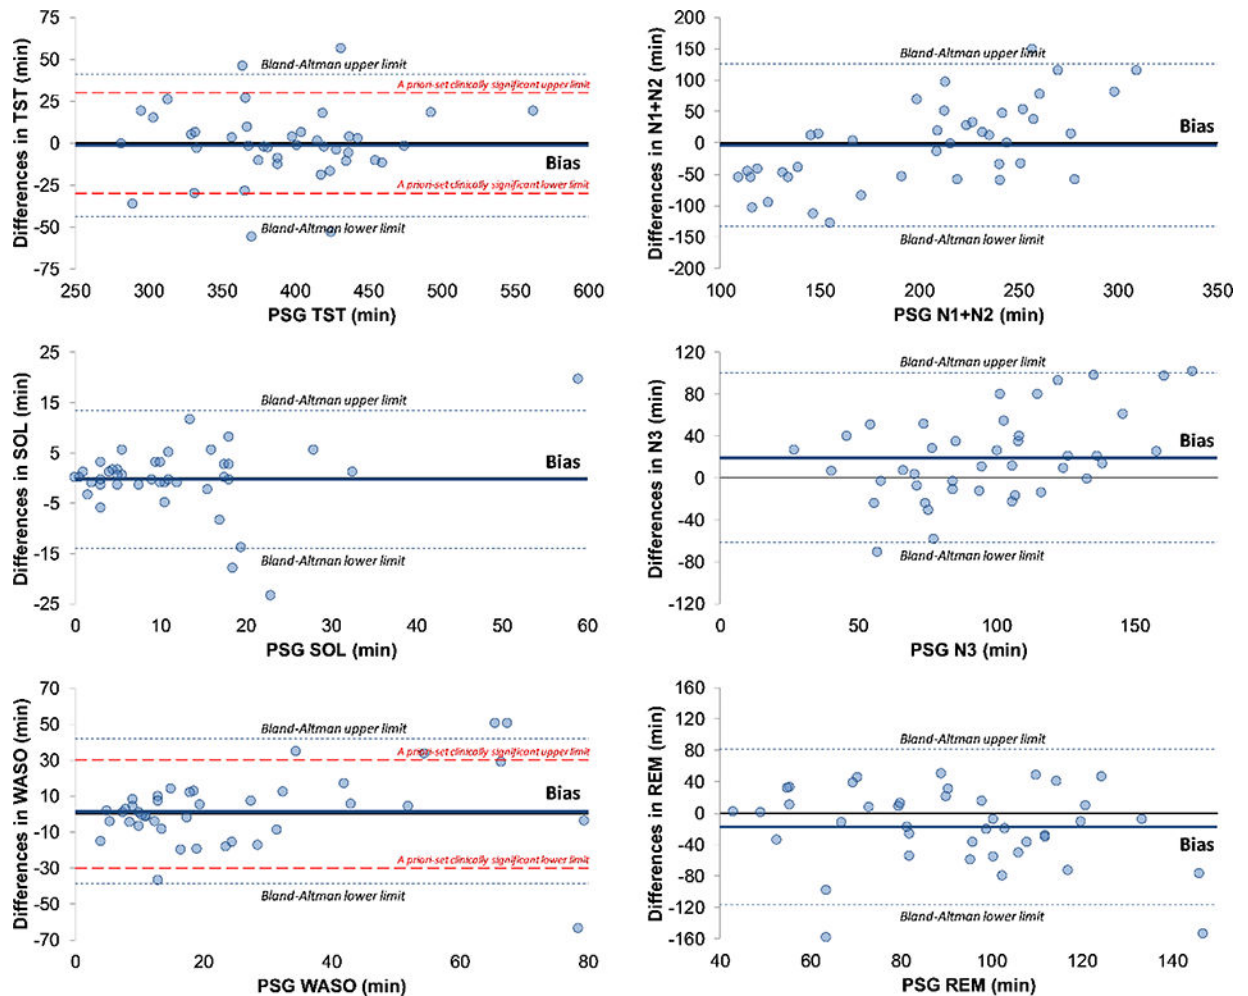 Differences in TST (min)
75
50
25
0
-25
-50
-75
Bland-Altman upper limit
A priori-set clinically significant upper limit
Bias
A priori-set clinically significant lower limit
Bland-Altman lower limit
250 300 350 400 450 500 550 600
PSG TST (min)
Differences in N1+N2 (min)
200
150
100
50
0
-50
-100
-150
-200
Bland-Altman upper limit
Bias
Bland-Altman lower limit
100 150 200 250 300 350
PSG N1+N2 (min)
Differences in SOL (min)
25
15
5
-5
-15
-25
Bland-Altman upper limit
Bias
Bland-Altman lower limit
0 10 20 30 40 50 60
PSG SOL (min)
Differences in N3 (min)
120
80
40
0
-40
-80
-120
Bland-Altman upper limit
Bias
Bland-Altman lower limit
0 50 100 150
PSG N3 (min)
Differences in WASO (min)
70
50
30
10
-10
-30
-50
-70
Bland-Altman upper limit
A priori-set clinically significant upper limit
Bias
A priori-set clinically significant lower limit
Bland-Altman lower limit
0 20 40 60 80
PSG WASO (min)
Differences in REM (min)
160
120
80
40
0
-40
-80
-120
-160
Bland-Altman upper limit
Bias
Bland-Altman lower limit
40 60 80 100 120 140
PSG REM (min)